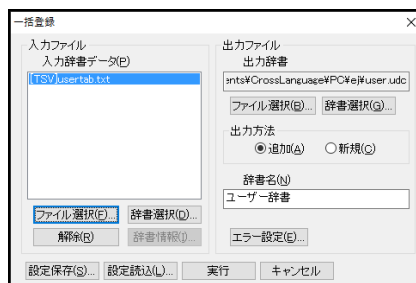 一括登録
入力ファイル
入力辞書データ(P)
[TSV]usertab.txt
ファイル選択(F)...
辞書選択(D)...
解除(R)
辞書情報(I)...
出力ファイル
出力辞書
ents¥CrossLanguage¥PC¥ej¥user.udc
ファイル選択(B)...
辞書選択(G)...
出力方法
追加(A)
新規(C)
辞書名(N)
ユーザー辞書
エラー設定(E)...
設定保存(S)...
設定読込(L)...
実行
キャンセル